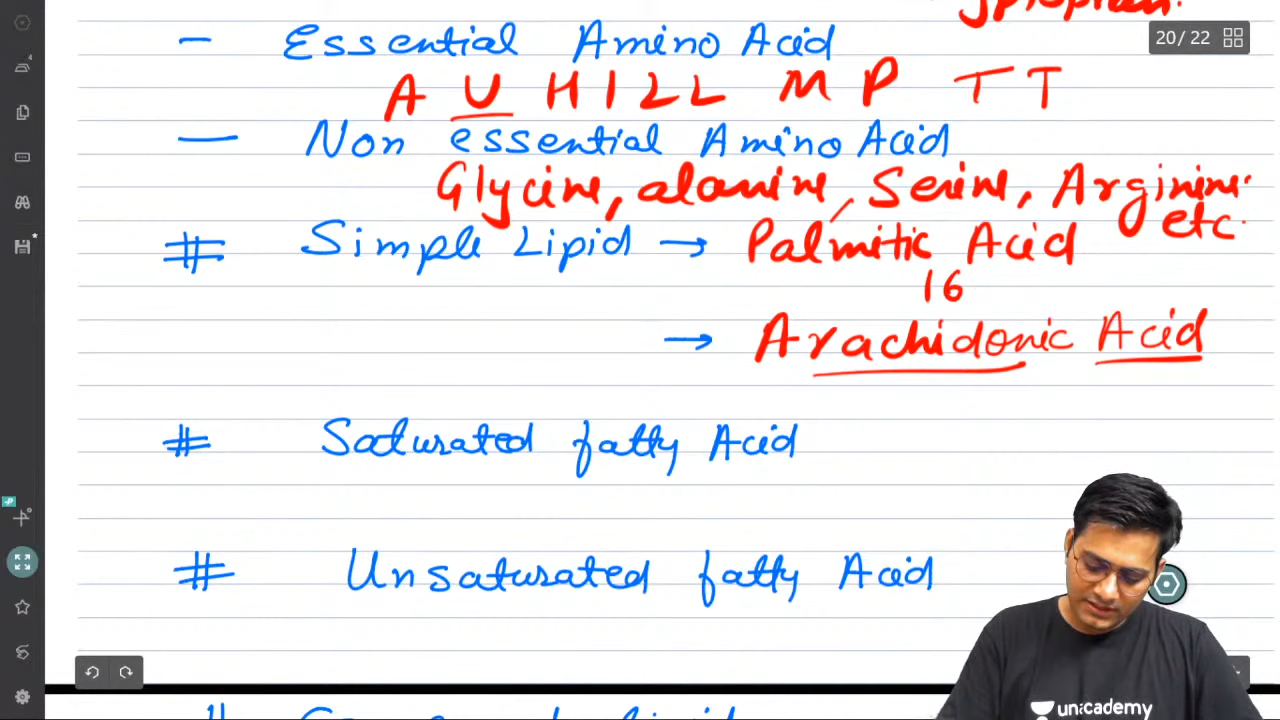 20/ 22
- Essential Amino Acid
A U H I L L M P T T
- Non essential Amino Acid
Glycine, alanine, Serine, Arginine.
etc.
# Simple Lipid → Palmitic Acid
16
→ Arachidonic Acid
# Saturated fatty Acid
# Unsaturated fatty Acid
unacademy